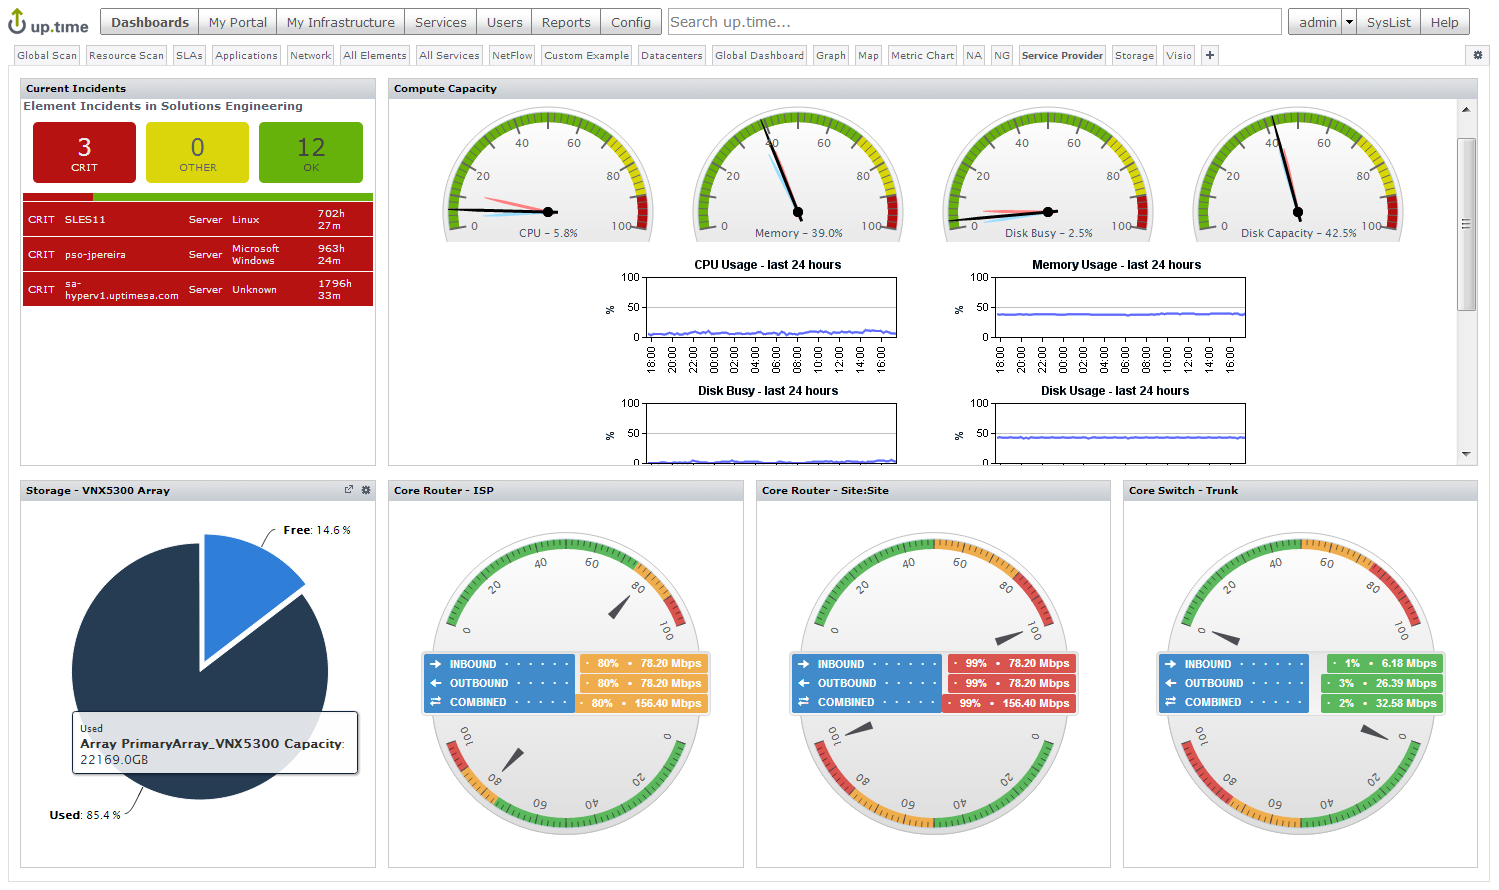 up.time
Dashboards My Portal My Infrastructure Services Users Reports Config
Search up.time...
admin SysList Help
Global Scan Resource Scan SLAs Applications Network All Elements All Services NetFlow Custom Example Datacenters Global Dashboard Graph Map Metric Chart NA NG Service Provider Storage Visio +
Current Incidents
Element Incidents in Solutions Engineering
3 0 12
CRIT OTHER OK
CRIT SLES11 Server Linux 702h 27m
CRIT pso-jpereira Server Microsoft Windows 963h 24m
CRIT sa-hyperv1.uptimesa.com Server Unknown 1796h 33m
Compute Capacity
0 20 40 60 80 100
CPU - 5.8%
0 20 40 60 80 100
Memory - 39.0%
0 20 40 60 80 100
Disk Busy - 2.5%
0 20 40 60 80 100
Disk Capacity - 42.5%
CPU Usage - last 24 hours
100
50
0
%
18:00 20:00 22:00 00:00 02:00 04:00 06:00 08:00 10:00 12:00 14:00 16:00
Memory Usage - last 24 hours
100
50
0
%
18:00 20:00 22:00 00:00 02:00 04:00 06:00 08:00 10:00 12:00 14:00 16:00
Disk Busy - last 24 hours
100
50
0
%
Disk Usage - last 24 hours
100
50
0
%
Storage - VNX5300 Array
Free: 14.6 %
Used
Array PrimaryArray_VNX5300 Capacity:
22169.0GB
Used: 85.4 %
Core Router - ISP
0 20 40 60 80 100
INBOUND · · · · · · · 80% • 78.20 Mbps
OUTBOUND · · · · · · 80% • 78.20 Mbps
COMBINED · · · · · · 80% • 156.40 Mbps
100 80 60 40 20 0
Core Router - Site:Site
0 20 40 60 80 100
INBOUND · · · · · · · 99% • 78.20 Mbps
OUTBOUND · · · · · · 99% • 78.20 Mbps
COMBINED · · · · · · 99% • 156.40 Mbps
100 80 60 40 20 0
Core Switch - Trunk
0 20 40 60 80 100
INBOUND · · · · · · · 1% • 6.18 Mbps
OUTBOUND · · · · · · 3% • 26.39 Mbps
COMBINED · · · · · · 2% • 32.58 Mbps
100 80 60 40 20 0